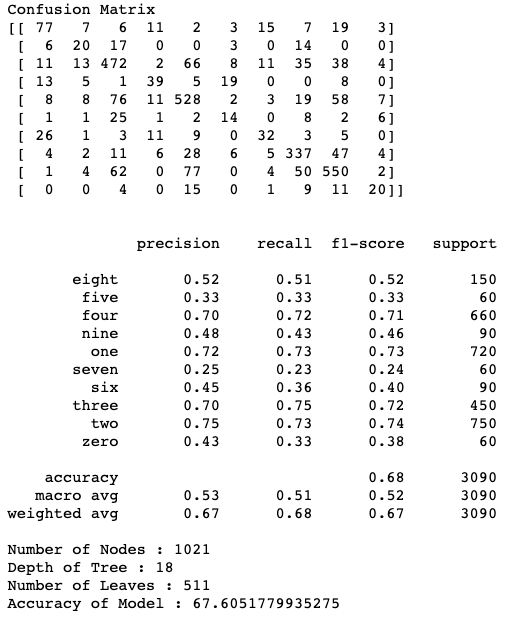 Confusion Matrix
[[ 77 7 6 11 2 3 15 7 19 3]
[ 6 20 17 0 0 3 0 14 0 0]
[ 11 13 472 2 66 8 11 35 38 4]
[ 13 5 1 39 5 19 0 0 8 0]
[ 8 8 76 11 528 2 3 19 58 7]
[ 1 1 25 1 2 14 0 8 2 6]
[ 26 1 3 11 9 0 32 3 5 0]
[ 4 2 11 6 28 6 5 337 47 4]
[ 1 4 62 0 77 0 4 50 550 2]
[ 0 0 4 0 15 0 1 9 11 20]]
precision recall f1-score support
eight 0.52 0.51 0.52 150
five 0.33 0.33 0.33 60
four 0.70 0.72 0.71 660
nine 0.48 0.43 0.46 90
one 0.72 0.73 0.73 720
seven 0.25 0.23 0.24 60
six 0.45 0.36 0.40 90
three 0.70 0.75 0.72 450
two 0.75 0.73 0.74 750
zero 0.43 0.33 0.38 60
accuracy 0.68 3090
macro avg 0.53 0.51 0.52 3090
weighted avg 0.67 0.68 0.67 3090
Number of Nodes : 1021
Depth of Tree : 18
Number of Leaves : 511
Accuracy of Model : 67.6051779935275